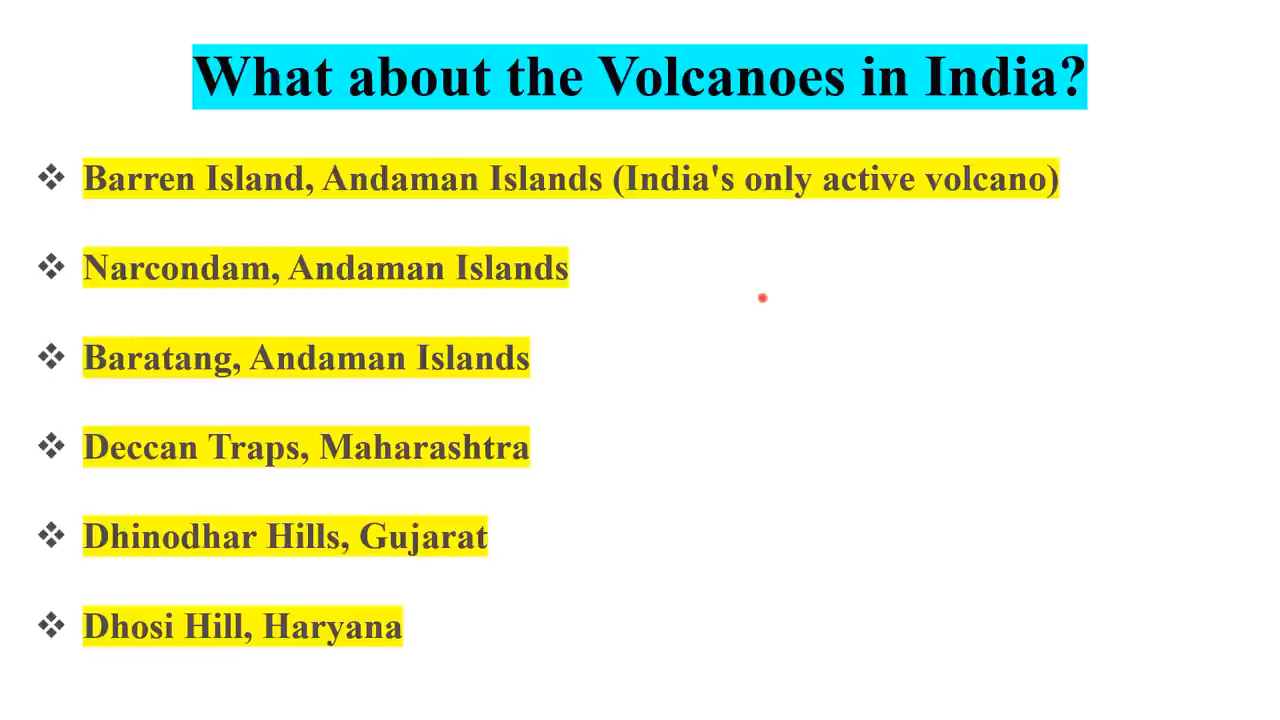 What about the Volcanoes in India?
❖ Barren Island, Andaman Islands (India's only active volcano)
❖ Narcondam, Andaman Islands
❖ Baratang, Andaman Islands
❖ Deccan Traps, Maharashtra
❖ Dhinodhar Hills, Gujarat
❖ Dhosi Hill, Haryana